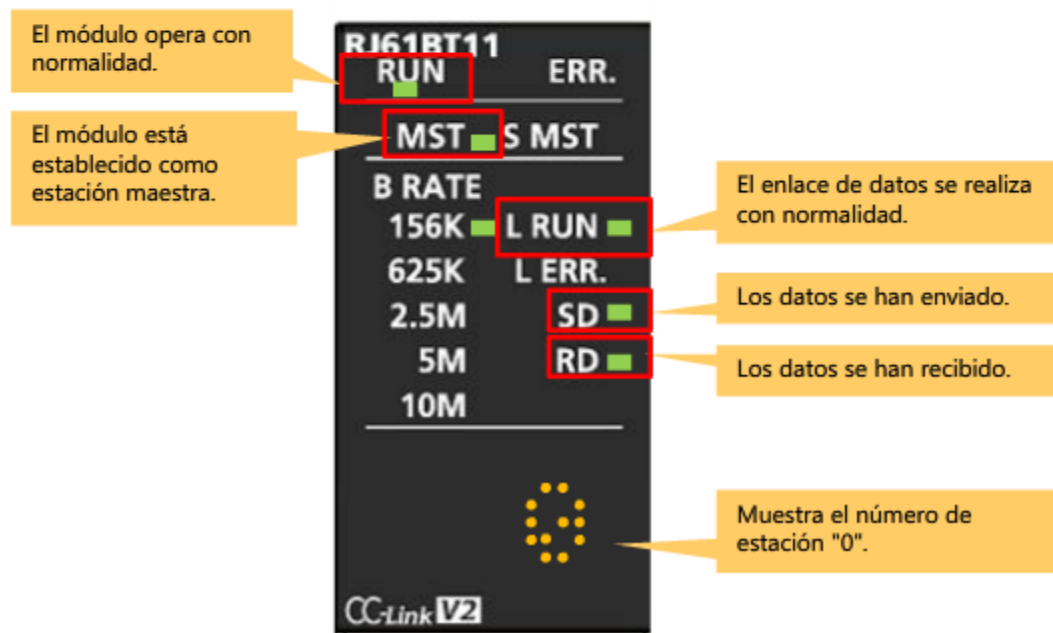 El módulo opera con
normalidad.
El módulo está
establecido como
estación maestra.
RJ61BT11
RUN ERR.
MST S MST
B RATE
156K L RUN
625K L ERR.
2.5M SD
5M RD
10M
0
CC-Link V2
El enlace de datos se realiza
con normalidad.
Los datos se han enviado.
Los datos se han recibido.
Muestra el número de
estación "0".